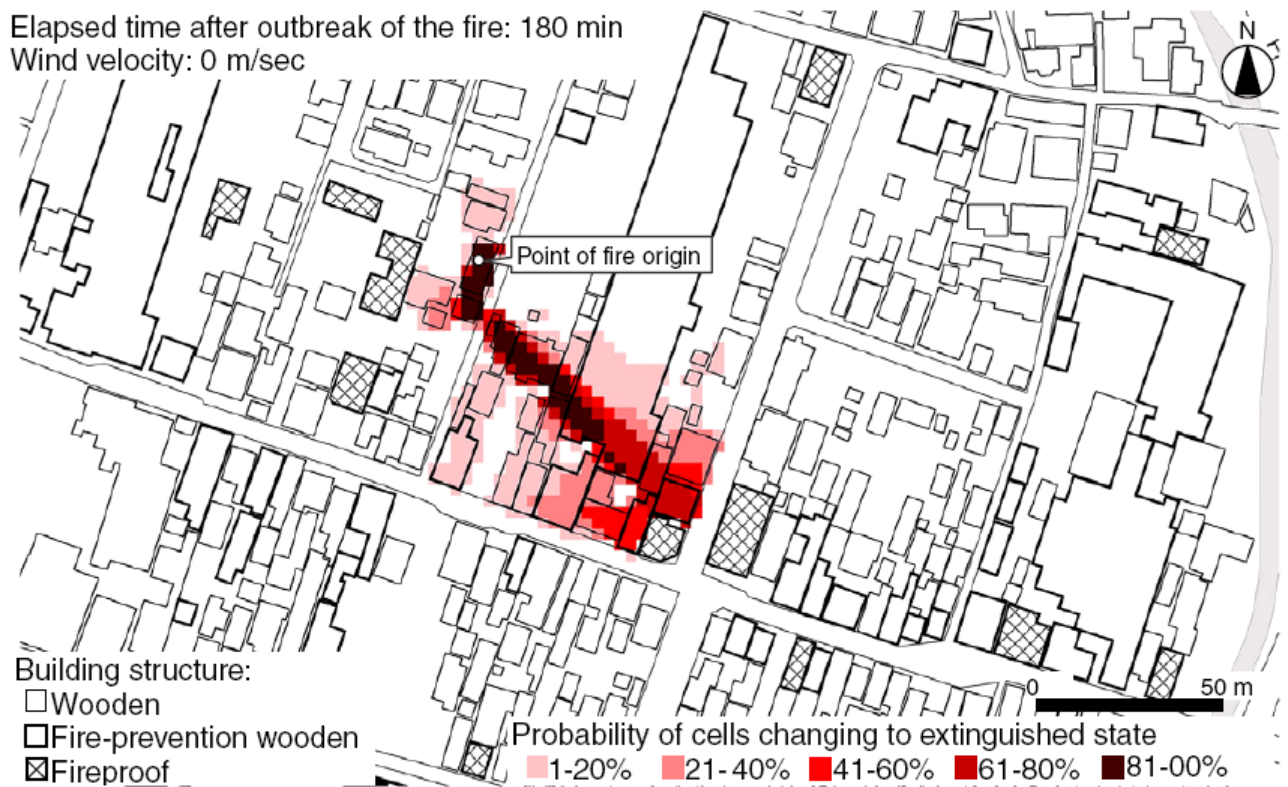 Elapsed time after outbreak of the fire: 180 min
Wind velocity: 0 m/sec
N
Point of fire origin
Building structure:
Wooden
Fire-prevention wooden
Fireproof
0 50 m
Probability of cells changing to extinguished state
1-20% 21-40% 41-60% 61-80% 81-00%